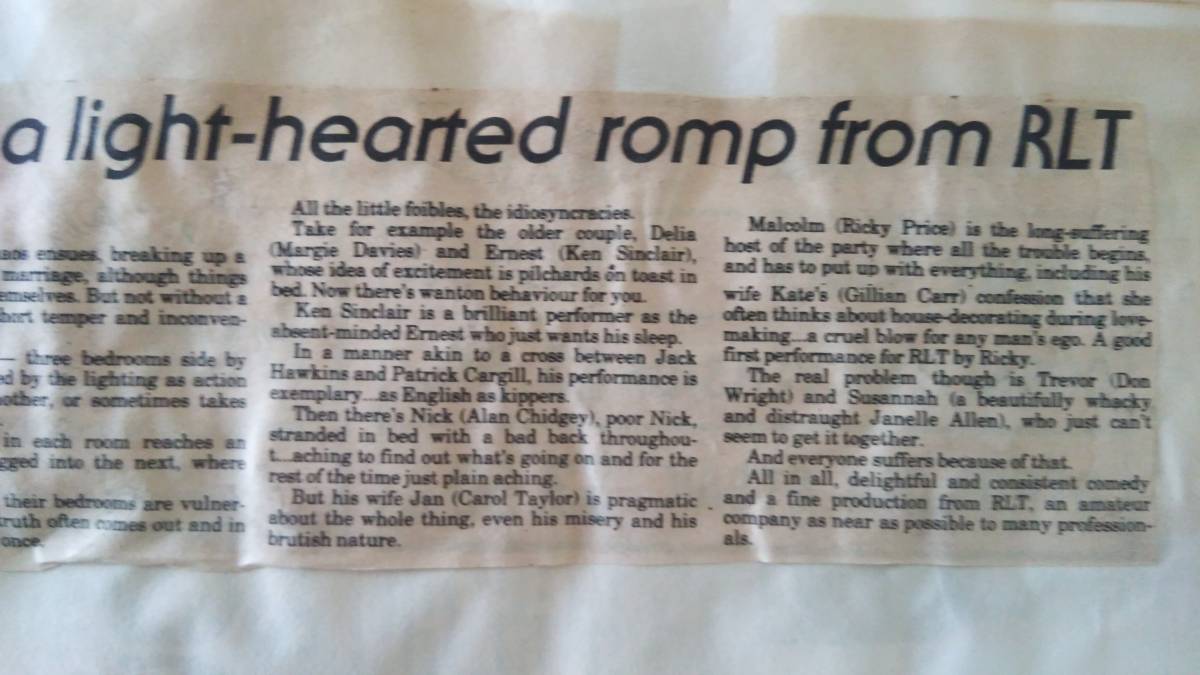 a light-hearted romp from RLT
ensues, breaking up a
marriage, although things
emselves. But not without a
hort temper and inconven-
— three bedrooms side by
ed by the lighting as action
other, or sometimes takes
in each room reaches an
gged into the next, where
their bedrooms are vulner-
truth often comes out and in
once.
All the little foibles, the idiosyncracies.
Take for example the older couple, Delia
(Margie Davies) and Ernest (Ken Sinclair),
whose idea of excitement is pilchards on toast in
bed. Now there's wanton behaviour for you.
Ken Sinclair is a brilliant performer as the
absent-minded Ernest who just wants his sleep.
In a manner akin to a cross between Jack
Hawkins and Patrick Cargill, his performance is
exemplary...as English as kippers.
Then there's Nick (Alan Chidgey), poor Nick,
stranded in bed with a bad back throughou-
t...aching to find out what's going on and for the
rest of the time just plain aching.
But his wife Jan (Carol Taylor) is pragmatic
about the whole thing, even his misery and his
brutish nature.
Malcolm (Ricky Price) is the long-suffering
host of the party where all the trouble begins,
and has to put up with everything, including his
wife Kate's (Gillian Carr) confession that she
often thinks about house-decorating during love-
making...a cruel blow for any man's ego. A good
first performance for RLT by Ricky.
The real problem though is Trevor (Don
Wright) and Susannah (a beautifully whacky
and distraught Janelle Allen), who just can't
seem to get it together.
And everyone suffers because of that.
All in all, delightful and consistent comedy
and a fine production from RLT, an amateur
company as near as possible to many profession-
als.